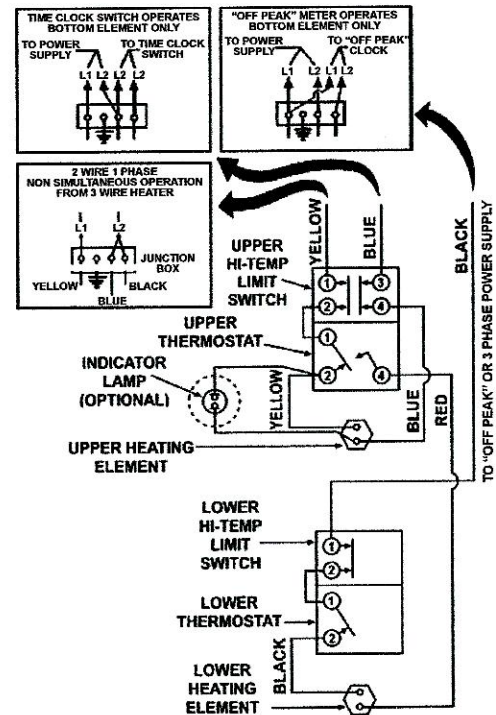 TIME CLOCK SWITCH OPERATES
BOTTOM ELEMENT ONLY
TO POWER
SUPPLY
TO TIME CLOCK
SWITCH
L1 L2 L1 L2
"OFF PEAK" METER OPERATES
BOTTOM ELEMENT ONLY
TO POWER
SUPPLY
TO "OFF PEAK"
CLOCK
L1 L2 L1 L2
2 WIRE 1 PHASE
NON SIMULTANEOUS OPERATION
FROM 3 WIRE HEATER
L1 L2
JUNCTION
BOX
YELLOW
BLACK
BLUE
YELLOW
BLUE
BLACK
TO "OFF PEAK" OR 3 PHASE POWER SUPPLY
UPPER
HI-TEMP
LIMIT
SWITCH
1 3
2 4
UPPER
THERMOSTAT
1
2 4
INDICATOR
LAMP
(OPTIONAL)
YELLOW
BLUE
RED
UPPER HEATING
ELEMENT
LOWER
HI-TEMP
LIMIT
SWITCH
1
2
LOWER
THERMOSTAT
1
2
BLACK
LOWER
HEATING
ELEMENT